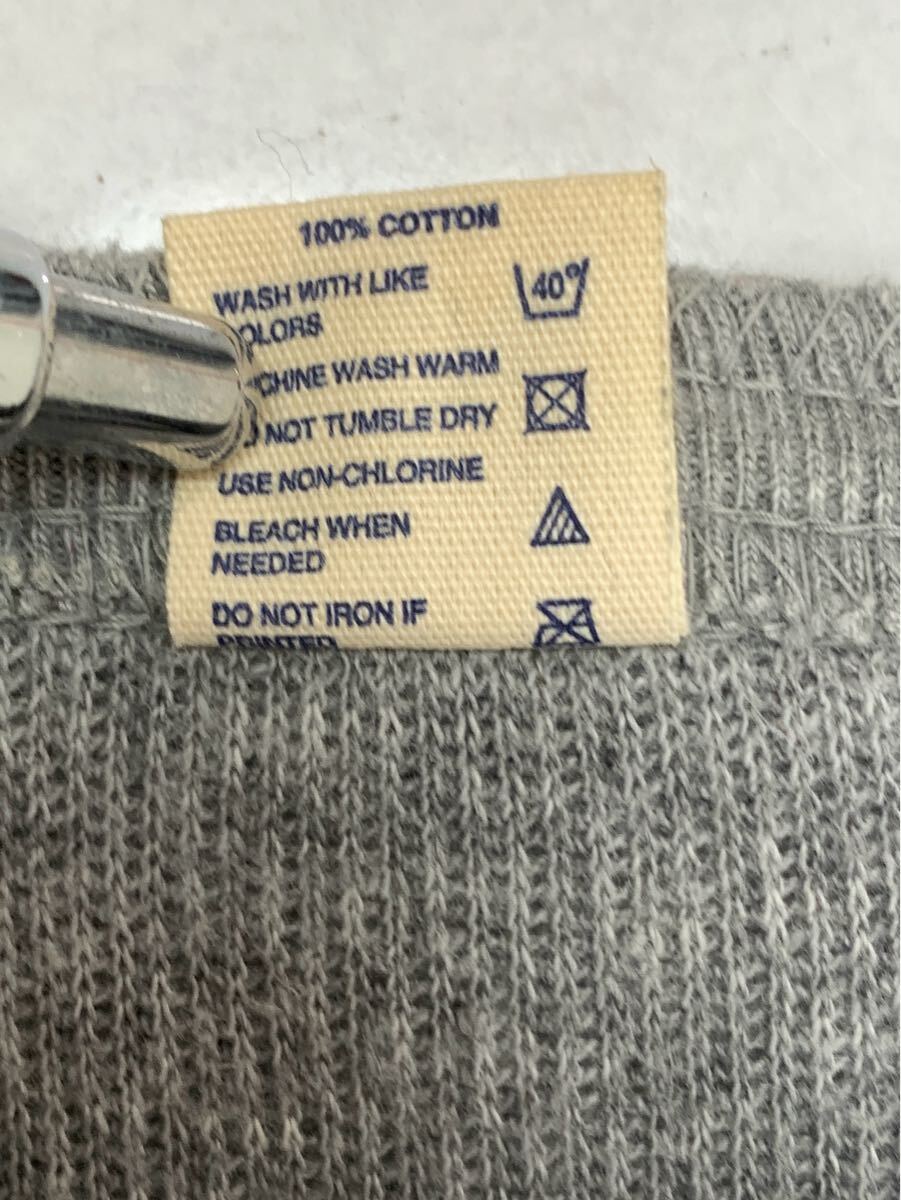 100% COTTON
WASH WITH LIKE
OLORS
40°
CHINE WASH WARM
NOT TUMBLE DRY
USE NON-CHLORINE
BLEACH WHEN
NEEDED
DO NOT IRON IF
PRINTED